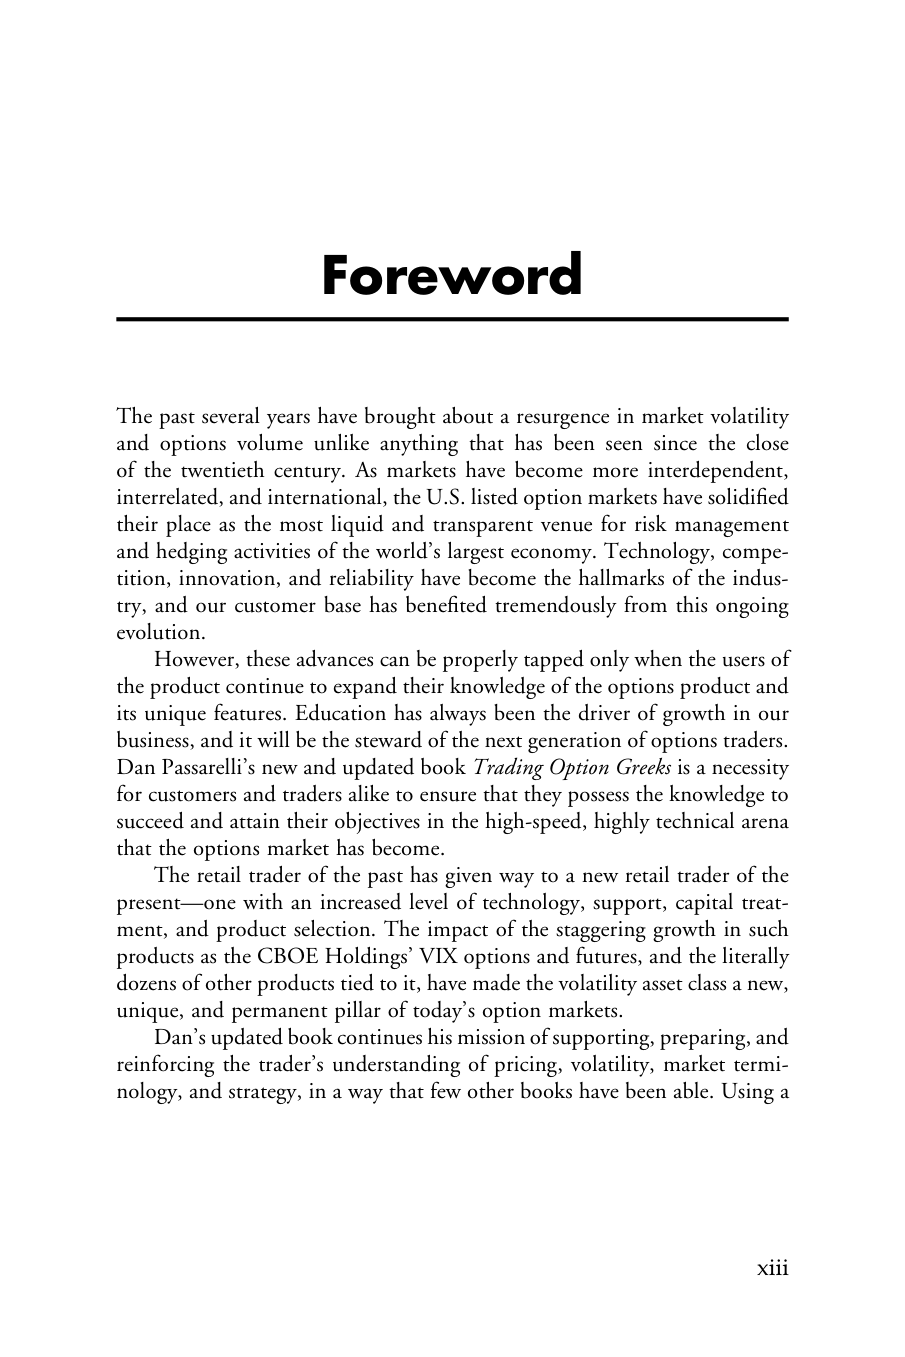 Foreword
The past several years have brought about a resurgence in market volatility
and options volume unlike anything that has been seen since the close
of the twentieth century. As markets have become more interdependent,
interrelated, and international, the U.S. listed option markets have solidified
their place as the most liquid and transparent venue for risk management
and hedging activities of the world’s largest economy. Technology, compe-
tition, innovation, and reliability have become the hallmarks of the indus-
try, and our customer base has benefited tremendously from this ongoing
evolution.
However, these advances can be properly tapped only when the users of
the product continue to expand their knowledge of the options product and
its unique features. Education has always been the driver of growth in our
business, and it will be the steward of the next generation of options traders.
Dan Passarelli’s new and updated book Trading Option Greeks is a necessity
for customers and traders alike to ensure that they possess the knowledge to
succeed and attain their objectives in the high-speed, highly technical arena
that the options market has become.
The retail trader of the past has given way to a new retail trader of the
present—one with an increased level of technology, support, capital treat-
ment, and product selection. The impact of the staggering growth in such
products as the CBOE Holdings’ VIX options and futures, and the literally
dozens of other products tied to it, have made the volatility asset class a new,
unique, and permanent pillar of today’s option markets.
Dan’s updated book continues his mission of supporting, preparing, and
reinforcing the trader’s understanding of pricing, volatility, market termi-
nology, and strategy, in a way that few other books have been able. Using a
xiii